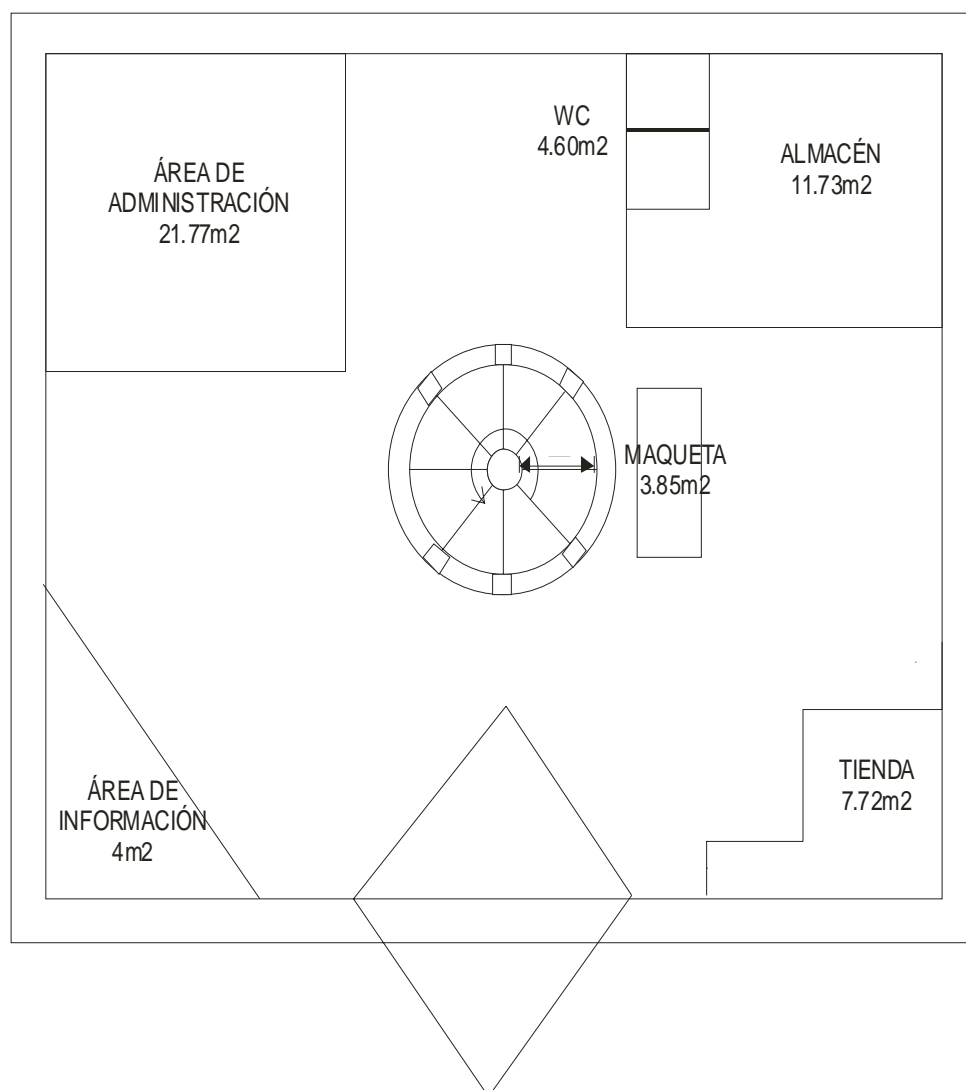 ÁREA DE
ADMINISTRACIÓN
21.77m2
WC
4.60m2
ALMACÉN
11.73m2
MAQUETA
3.85m2
ÁREA DE
INFORMACIÓN
4m2
TIENDA
7.72m2